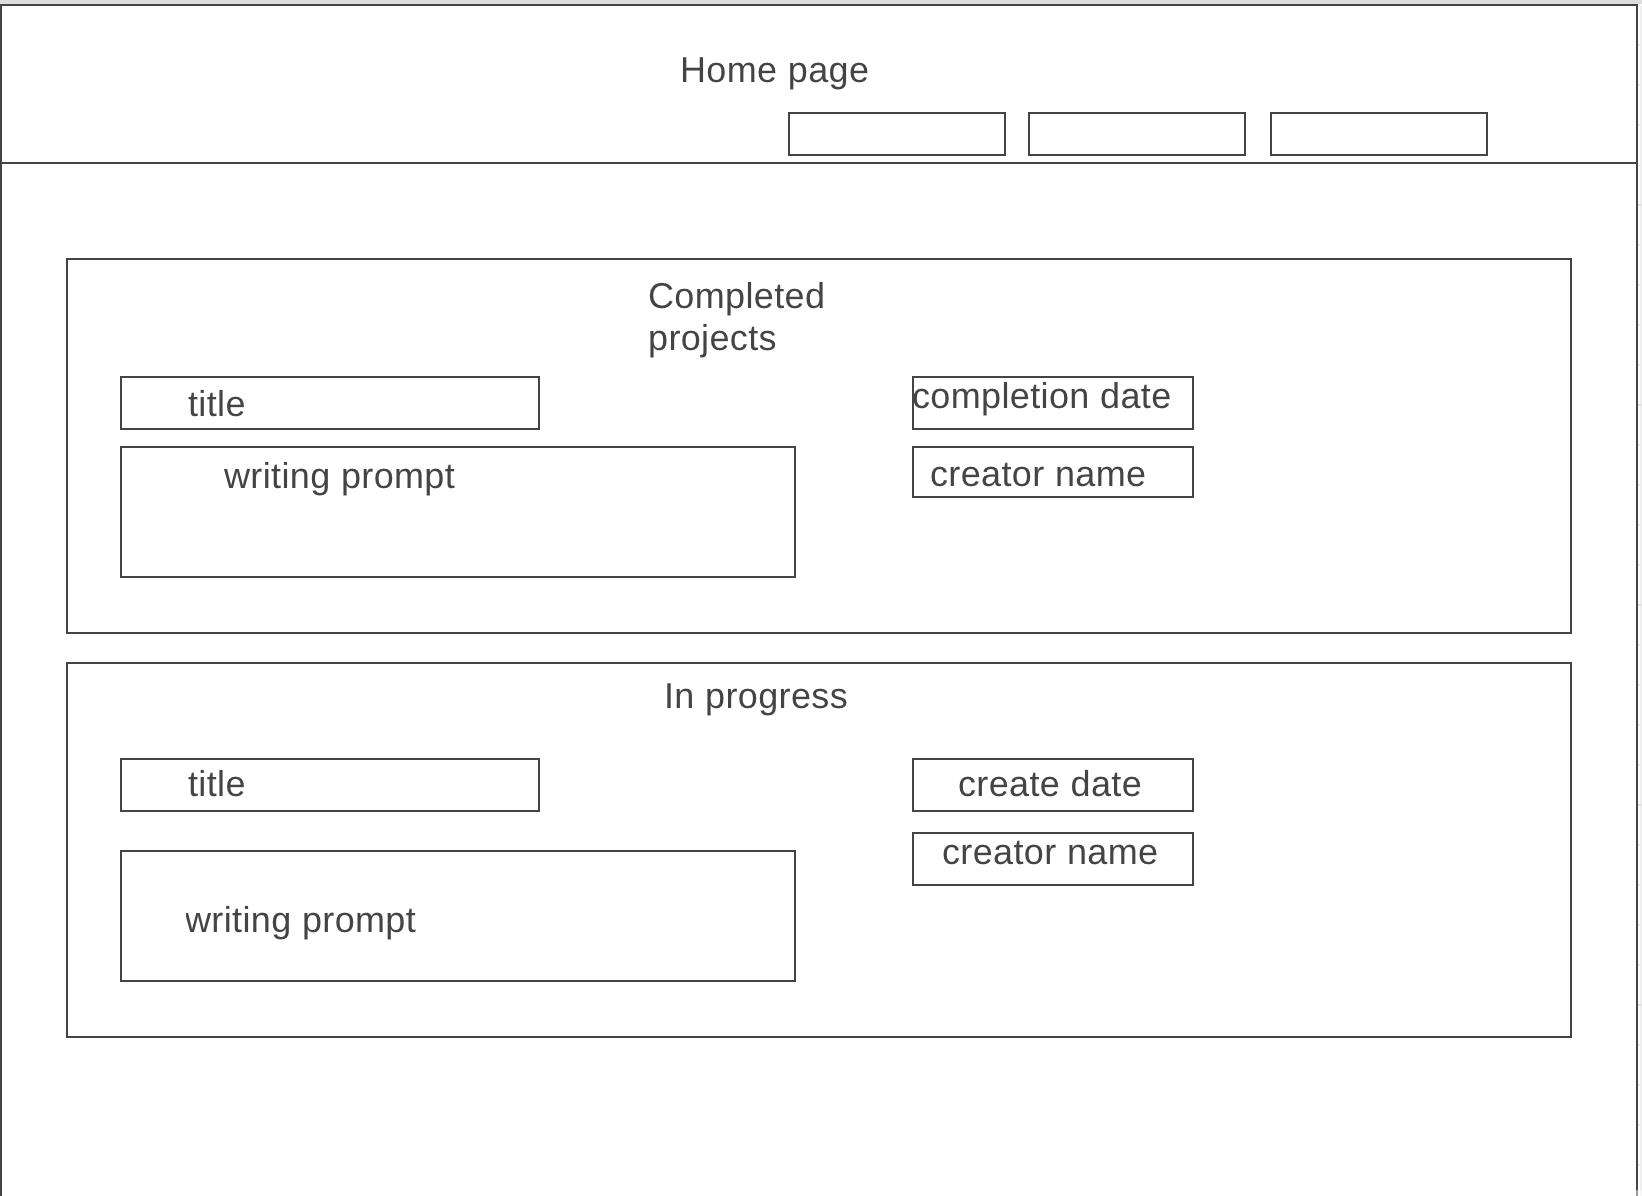 Home page
Completed
projects
title
completion date
writing prompt
creator name
In progress
title
create date
creator name
writing prompt